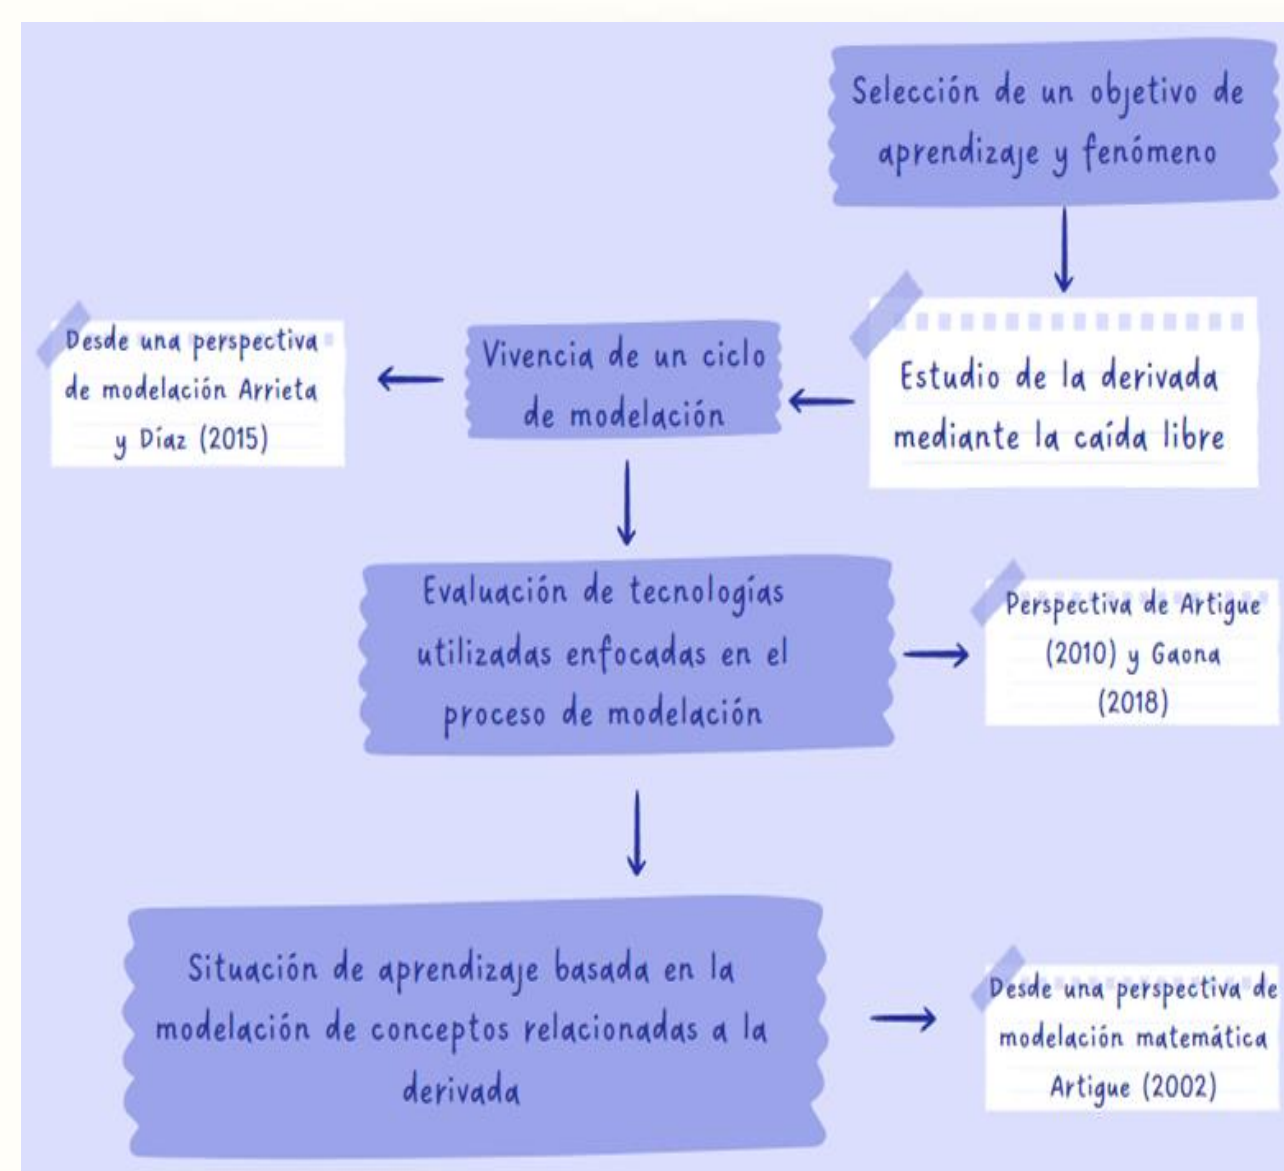 Selección de un objetivo de
aprendizaje y fenómeno
Estudio de la derivada
mediante la caída libre
Vivencia de un ciclo
de modelación
Desde una perspectiva
de modelación Arrieta
y Díaz (2015)
Evaluación de tecnologías
utilizadas enfocadas en el
proceso de modelación
Perspectiva de Artigue
(2010) y Gaona
(2018)
Situación de aprendizaje basada en la
modelación de conceptos relacionadas a la
derivada
Desde una perspectiva de
modelación matemática
Artigue (2002)